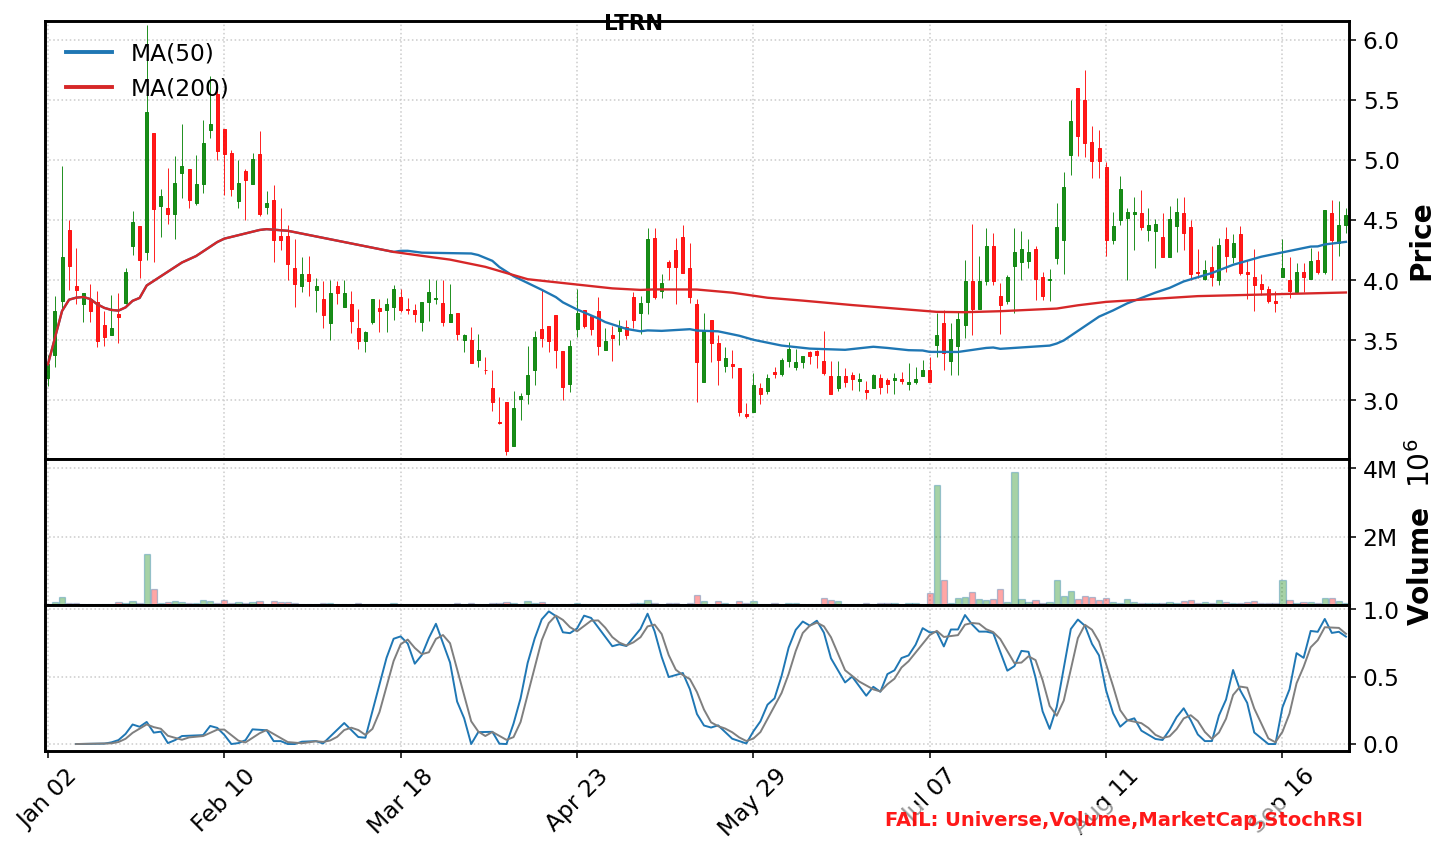 LTRN
MA(50)
MA(200)
6.0
5.5
5.0
4.5
4.0
3.5
3.0
Price
4M
2M
Volume 10^6
1.0
0.5
0.0
Jan 02
Feb 10
Mar 18
Apr 23
May 29
Jul 07
Aug 11
Sep 16
FAIL: Universe,Volume,MarketCap,StochRSI